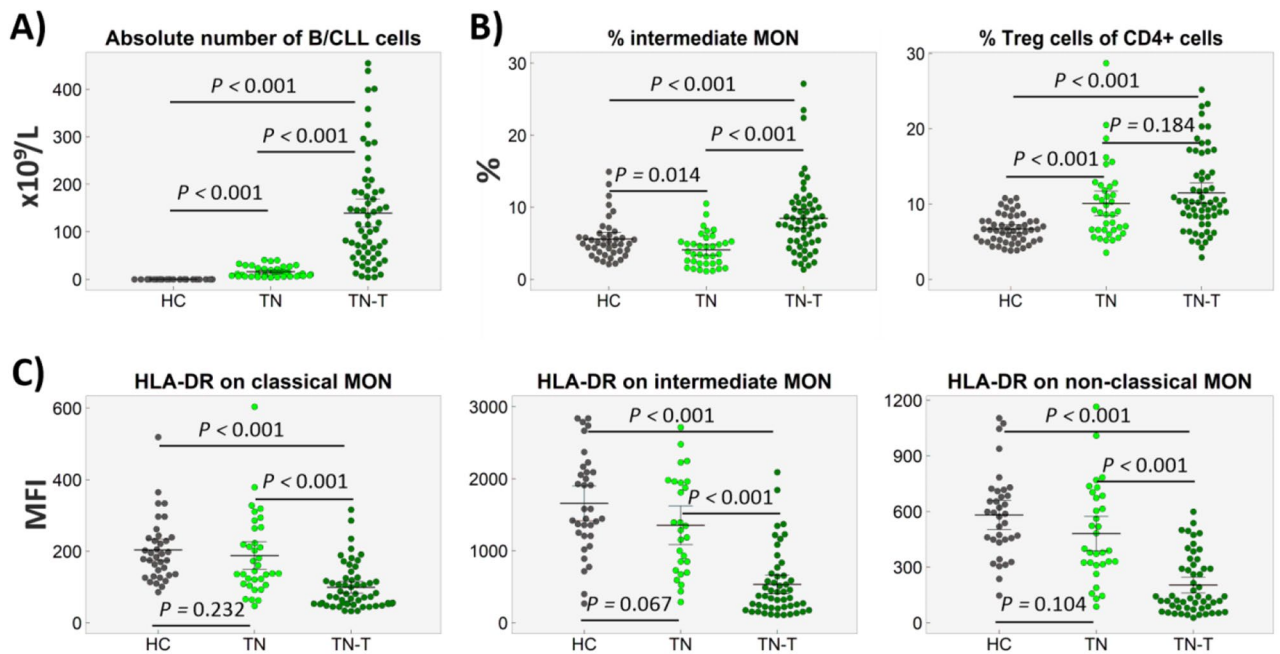 A)
Absolute number of B/CLL cells
x10⁹/L
400
300
200
100
0
P < 0.001
P < 0.001
P < 0.001
HC TN TN-T
B)
% intermediate MON
%
30
20
10
0
P < 0.001
P < 0.001
P = 0.014
HC TN TN-T
% Treg cells of CD4+ cells
30
20
10
0
P < 0.001
P = 0.184
P < 0.001
HC TN TN-T
C)
HLA-DR on classical MON
MFI
600
400
200
0
P < 0.001
P < 0.001
P = 0.232
HC TN TN-T
HLA-DR on intermediate MON
3000
2000
1000
0
P < 0.001
P < 0.001
P = 0.067
HC TN TN-T
HLA-DR on non-classical MON
1200
900
600
300
0
P < 0.001
P < 0.001
P = 0.104
HC TN TN-T